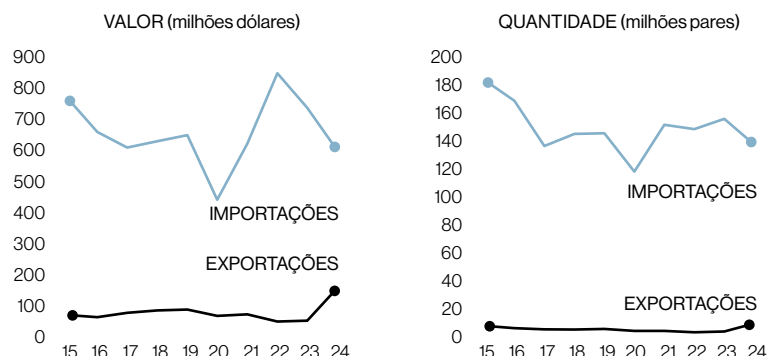 VALOR (milhões dólares)
900
800
700
600
500
400
300
200
100
0
IMPORTAÇÕES
EXPORTAÇÕES
15 16 17 18 19 20 21 22 23 24
QUANTIDADE (milhões pares)
200
180
160
140
120
100
80
60
40
20
0
IMPORTAÇÕES
EXPORTAÇÕES
15 16 17 18 19 20 21 22 23 24